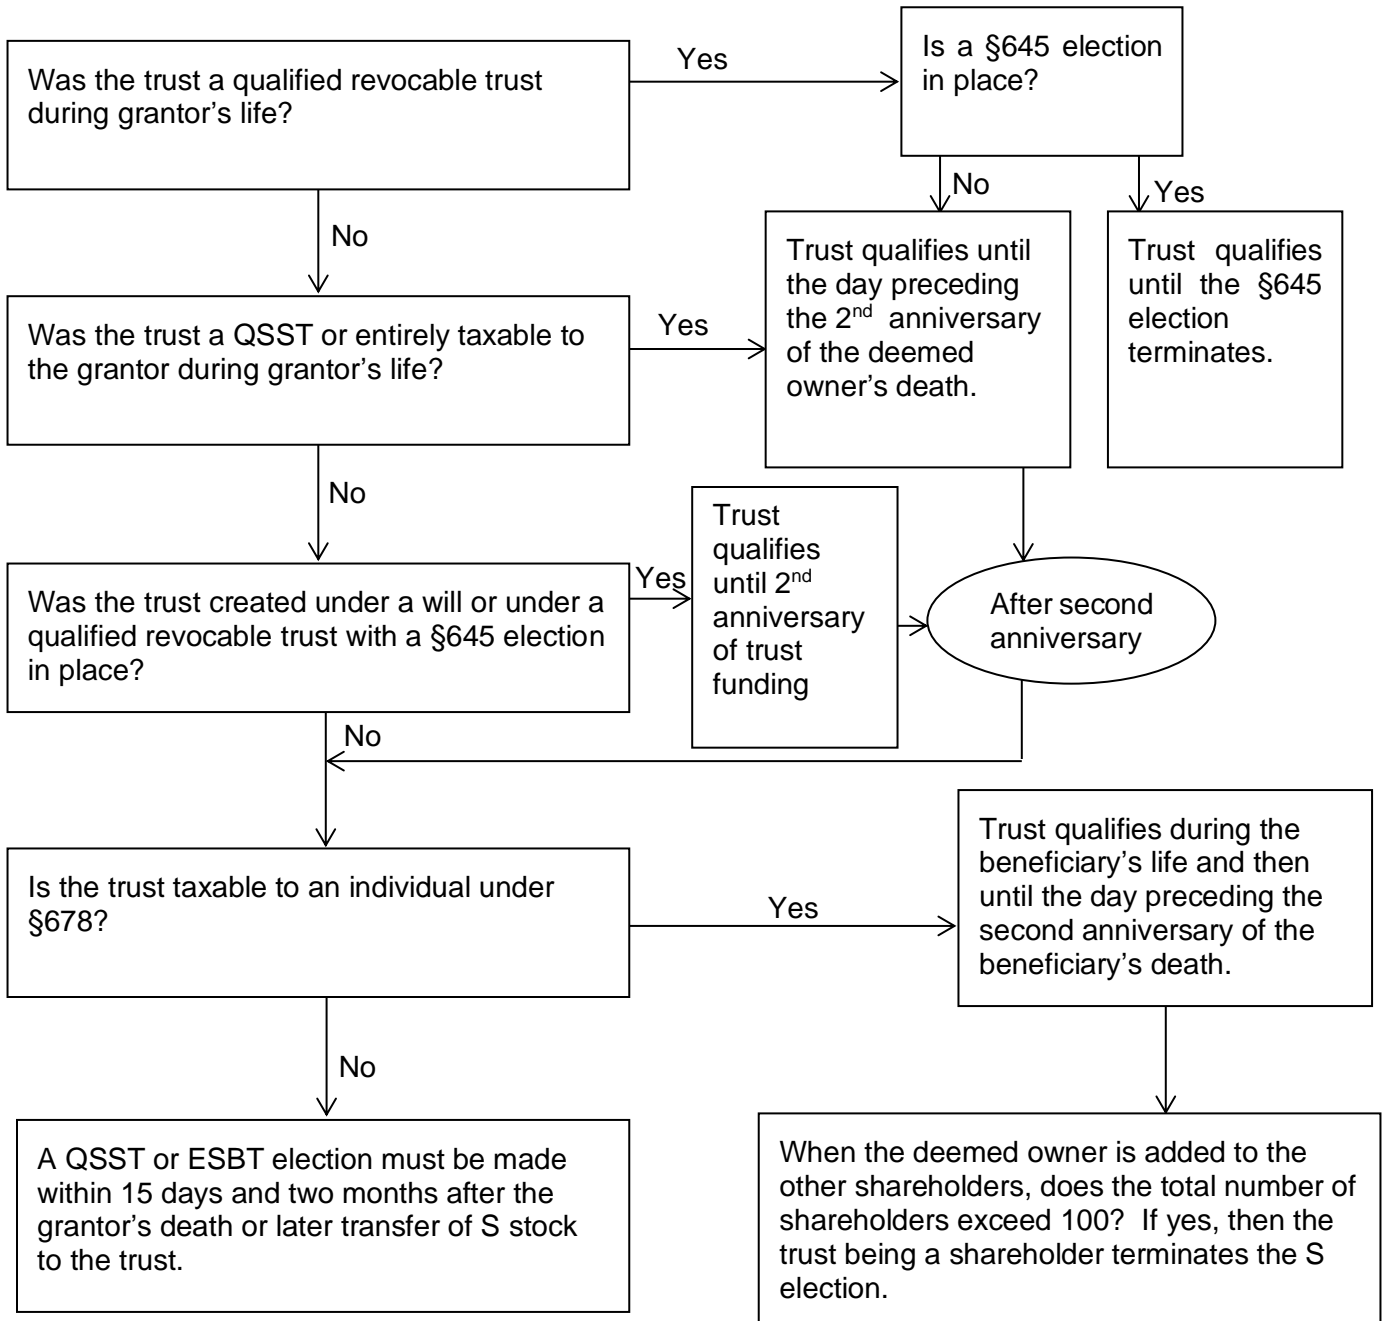 Was the trust a qualified revocable trust
during grantor’s life?
Yes
Is a §645 election
in place?
No
Yes
No
Trust qualifies until
the day preceding
the 2nd anniversary
of the deemed
owner’s death.
Trust qualifies
until the §645
election
terminates.
Was the trust a QSST or entirely taxable to
the grantor during grantor’s life?
Yes
No
Was the trust created under a will or under a
qualified revocable trust with a §645 election
in place?
Yes
Trust
qualifies
until 2nd
anniversary
of trust
funding
After second
anniversary
No
Is the trust taxable to an individual under
§678?
Yes
Trust qualifies during the
beneficiary’s life and then
until the day preceding the
second anniversary of the
beneficiary’s death.
No
A QSST or ESBT election must be made
within 15 days and two months after the
grantor’s death or later transfer of S stock
to the trust.
When the deemed owner is added to the
other shareholders, does the total number of
shareholders exceed 100? If yes, then the
trust being a shareholder terminates the S
election.